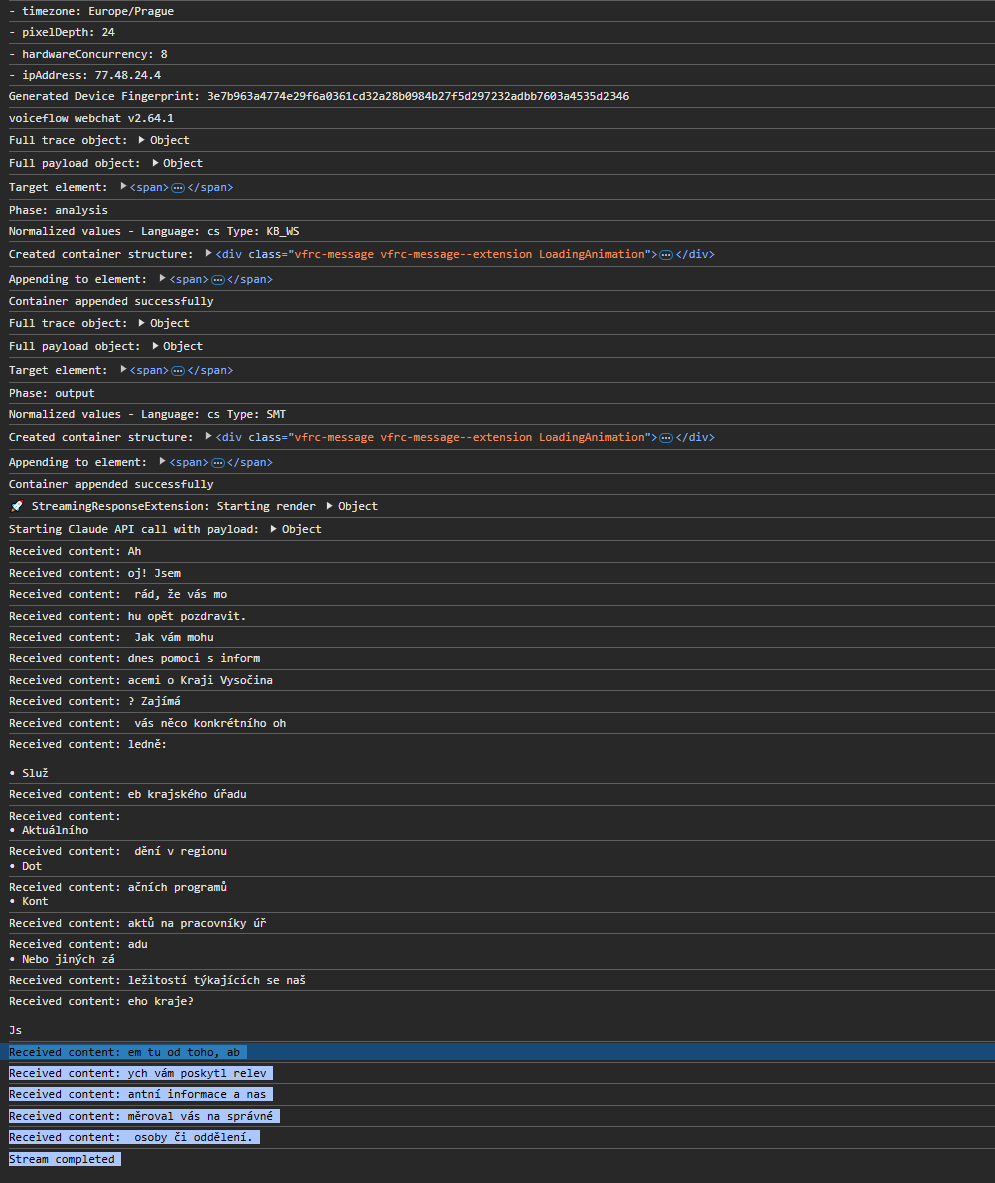 - timezone: Europe/Prague
- pixelDepth: 24
- hardwareConcurrency: 8
- ipAddress: 77.48.24.4
Generated Device Fingerprint: 3e7b963a4774e29f6a0361cd32a28b0984b27f5d297232adbb7603a4535d2346
voiceflow webchat v2.64.1
Full trace object: ▶ Object
Full payload object: ▶ Object
Target element: ▶<span>…</span>
Phase: analysis
Normalized values - Language: cs Type: KB_WS
Created container structure: ▶<div class="vfrc-message vfrc-message--extension LoadingAnimation">…</div>
Appending to element: ▶<span>…</span>
Container appended successfully
Full trace object: ▶ Object
Full payload object: ▶ Object
Target element: ▶<span>…</span>
Phase: output
Normalized values - Language: cs Type: SMT
Created container structure: ▶<div class="vfrc-message vfrc-message--extension LoadingAnimation">…</div>
Appending to element: ▶<span>…</span>
Container appended successfully
🚀 StreamingResponseExtension: Starting render ▶ Object
Starting Claude API call with payload: ▶ Object
Received content: Ah
Received content: oj! Jsem
Received content:  rád, že vás mo
Received content: hu opět pozdravit.
Received content:  Jak vám mohu
Received content: dnes pomoci s inform
Received content: acemi o Kraji Vysočina
Received content: ? Zajímá
Received content:  vás něco konkrétního oh
Received content: ledně:
• Služ
Received content: eb krajského úřadu
Received content:
• Aktuálního
Received content:  dění v regionu
• Dot
Received content: ačních programů
• Kont
Received content: aktů na pracovníky úř
Received content: adu
• Nebo jiných zá
Received content: ležitostí týkajících se naš
Received content: eho kraje?
Js
Received content: em tu od toho, ab
Received content: ych vám poskytl relev
Received content: antní informace a nas
Received content: měroval vás na správné
Received content:  osoby či oddělení.
Stream completed